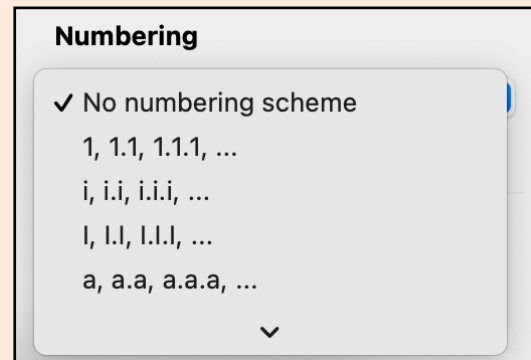 Numbering
✓ No numbering scheme
1, 1.1, 1.1.1, ...
i, i.i, i.i.i, ...
I, I.I, I.I.I, ...
a, a.a, a.a.a, ...